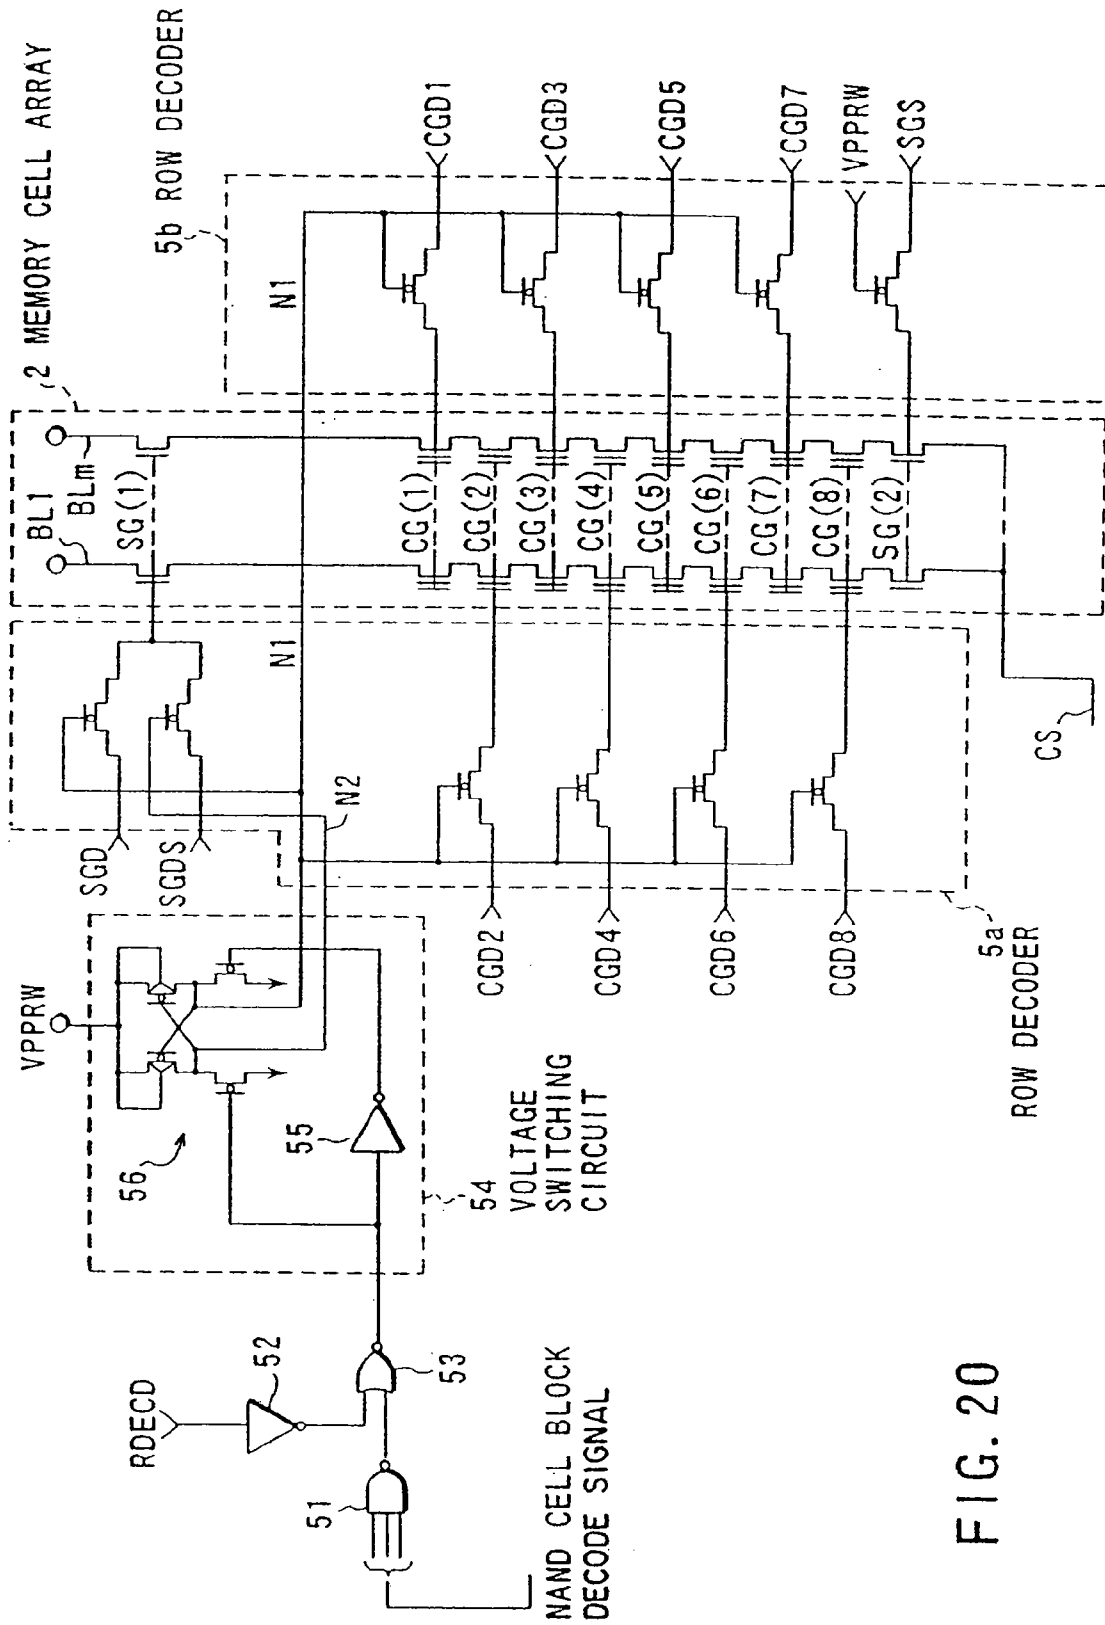 2 MEMORY CELL ARRAY
5b ROW DECODER
BL1
BLm
SG(1)
N1
N1
CGD1
CGD3
CGD5
CGD7
VPPRW
SGS
CG(1)
CG(2)
CG(3)
CG(4)
CG(5)
CG(6)
CG(7)
CG(8)
SG(2)
SGD
SGDS
N2
CGD2
CGD4
CGD6
CGD8
CS
5a
ROW DECODER
VPPRW
56
55
54
VOLTAGE
SWITCHING
CIRCUIT
RDECD
52
53
51
NAND CELL BLOCK
DECODE SIGNAL
FIG. 20